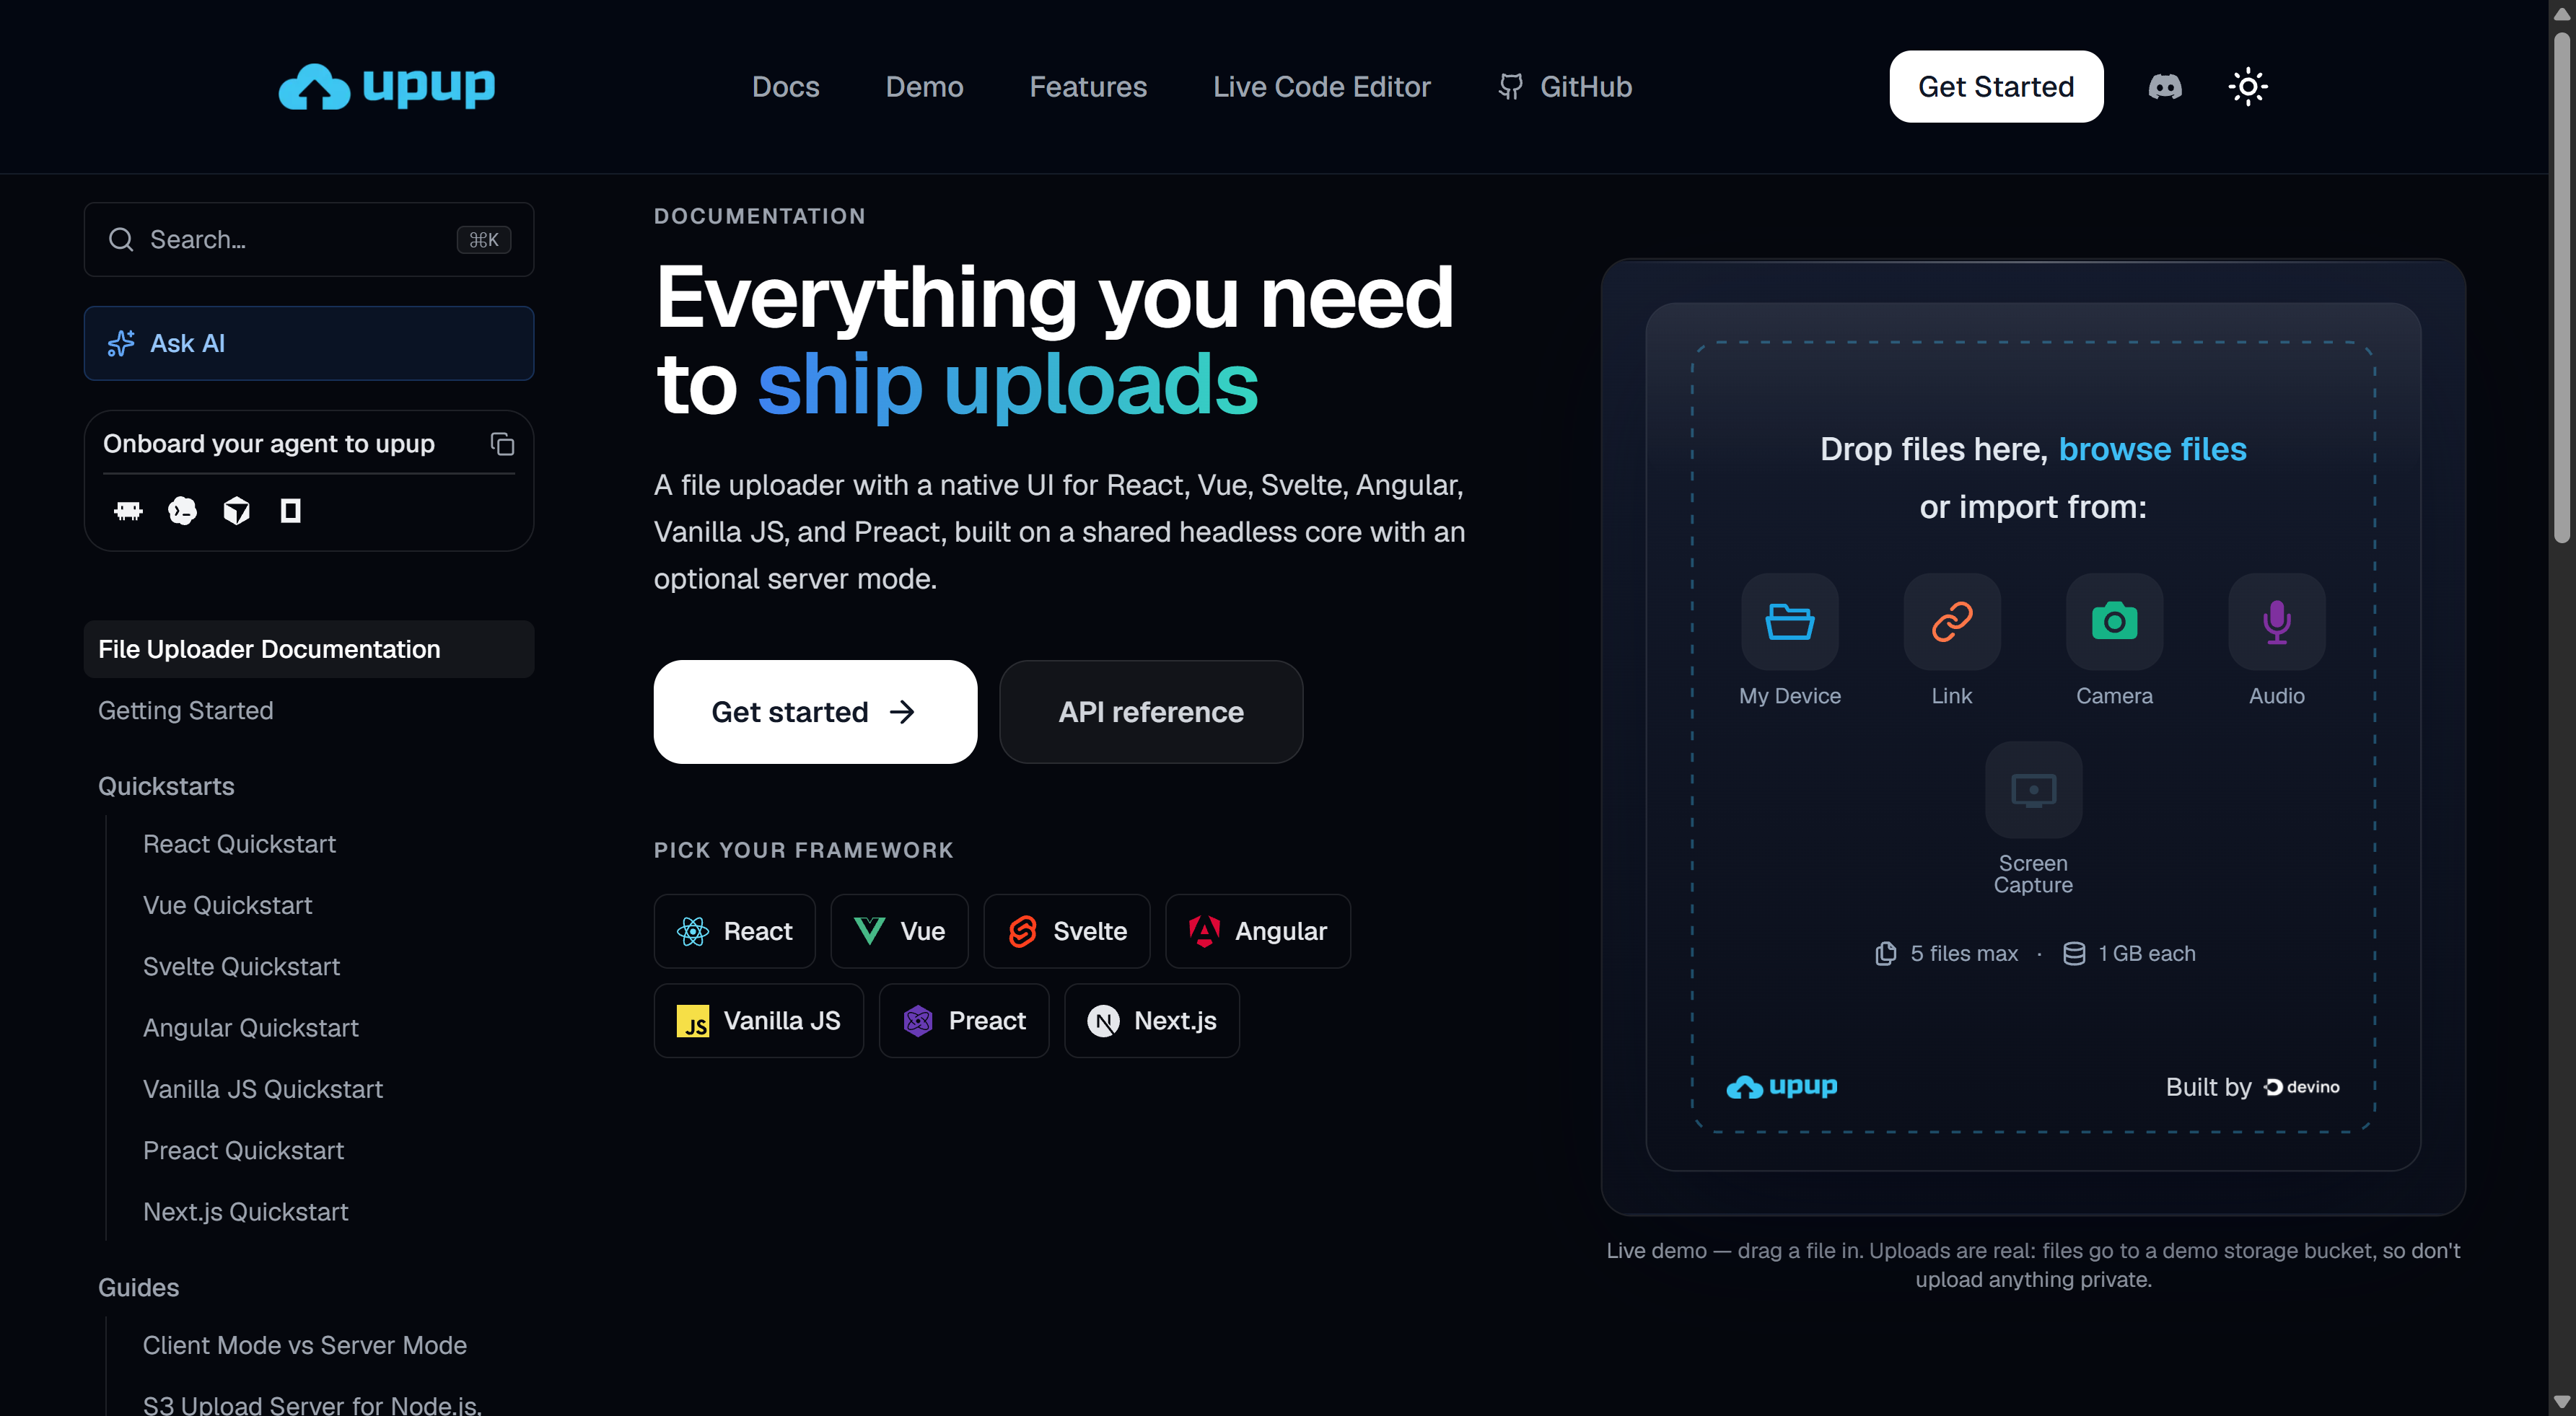 upup
Docs
Demo
Features
Live Code Editor
GitHub
Get Started
Search...
⌘K
Ask AI
Onboard your agent to upup
File Uploader Documentation
Getting Started
Quickstarts
React Quickstart
Vue Quickstart
Svelte Quickstart
Angular Quickstart
Vanilla JS Quickstart
Preact Quickstart
Next.js Quickstart
Guides
Client Mode vs Server Mode
S3 Upload Server for Node.js,
DOCUMENTATION
Everything you need
to ship uploads
A file uploader with a native UI for React, Vue, Svelte, Angular,
Vanilla JS, and Preact, built on a shared headless core with an
optional server mode.
Get started
API reference
PICK YOUR FRAMEWORK
React
Vue
Svelte
Angular
JS Vanilla JS
Preact
N Next.js
Drop files here, browse files
or import from:
My Device
Link
Camera
Audio
Screen
Capture
5 files max · 1 GB each
upup
Built by devino
Live demo — drag a file in. Uploads are real: files go to a demo storage bucket, so don't
upload anything private.